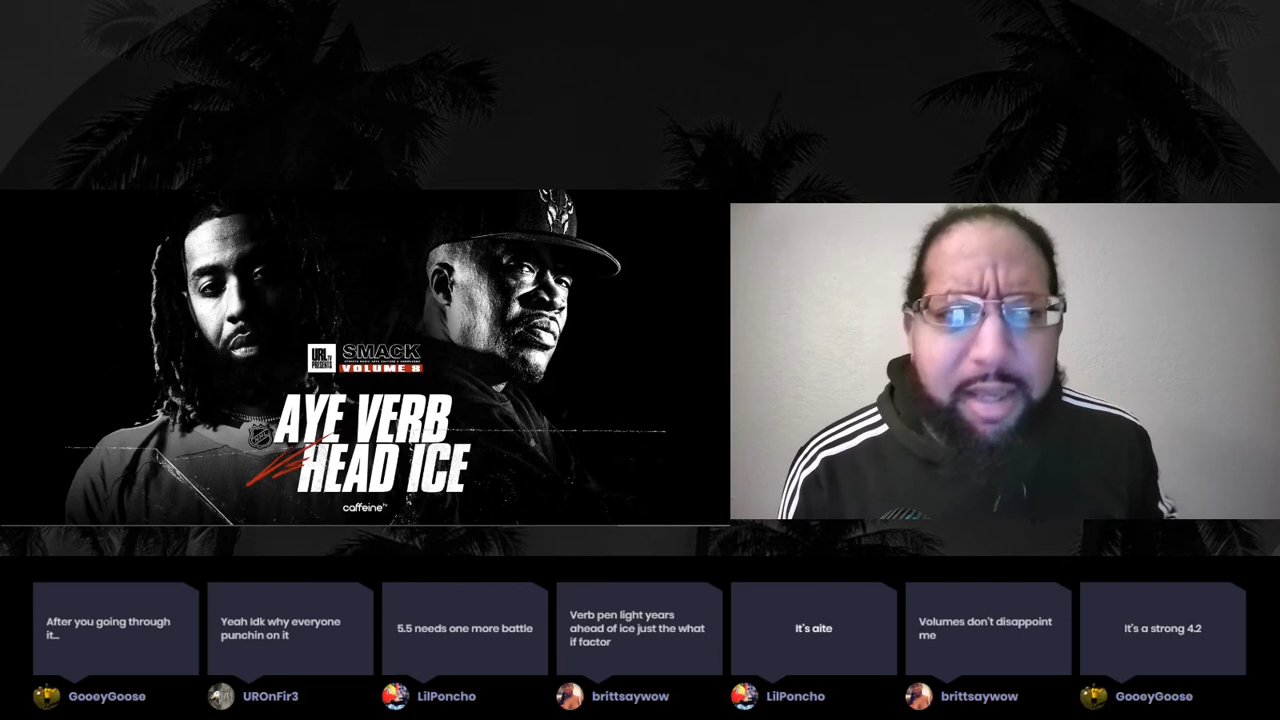 URL TV
PRESENTS
SMACK
VOLUME 8
AYE VERB
VS
HEAD ICE
caffeine tv
After you going through
it...
GooeyGoose
Yeah Idk why everyone
punchin on it
UROnFir3
5.5 needs one more battle
LilPoncho
Verb pen light years
ahead of ice just the what
if factor
brittsaywow
It's aite
LilPoncho
Volumes don't disappoint
me
brittsaywow
It's a strong 4.2
GooeyGoose